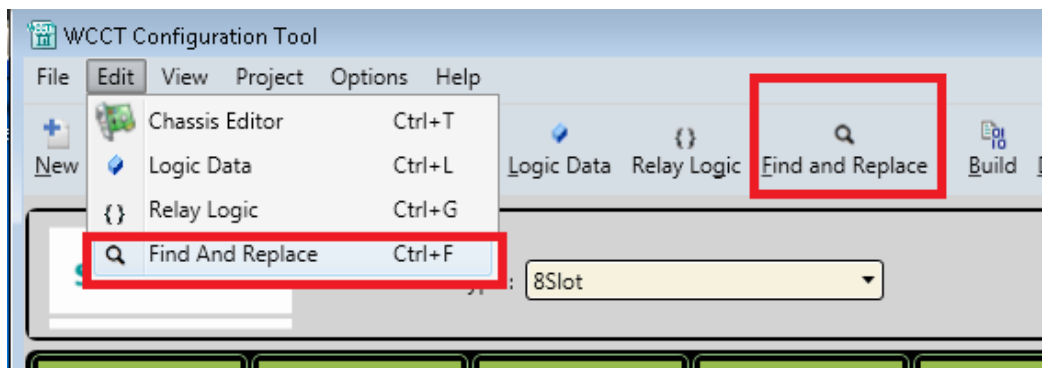 WCCT Configuration Tool
File Edit View Project Options Help
Chassis Editor Ctrl+T
New Logic Data Ctrl+L Logic Data Relay Logic Find and Replace Build
Relay Logic Ctrl+G
Find And Replace Ctrl+F
8Slot